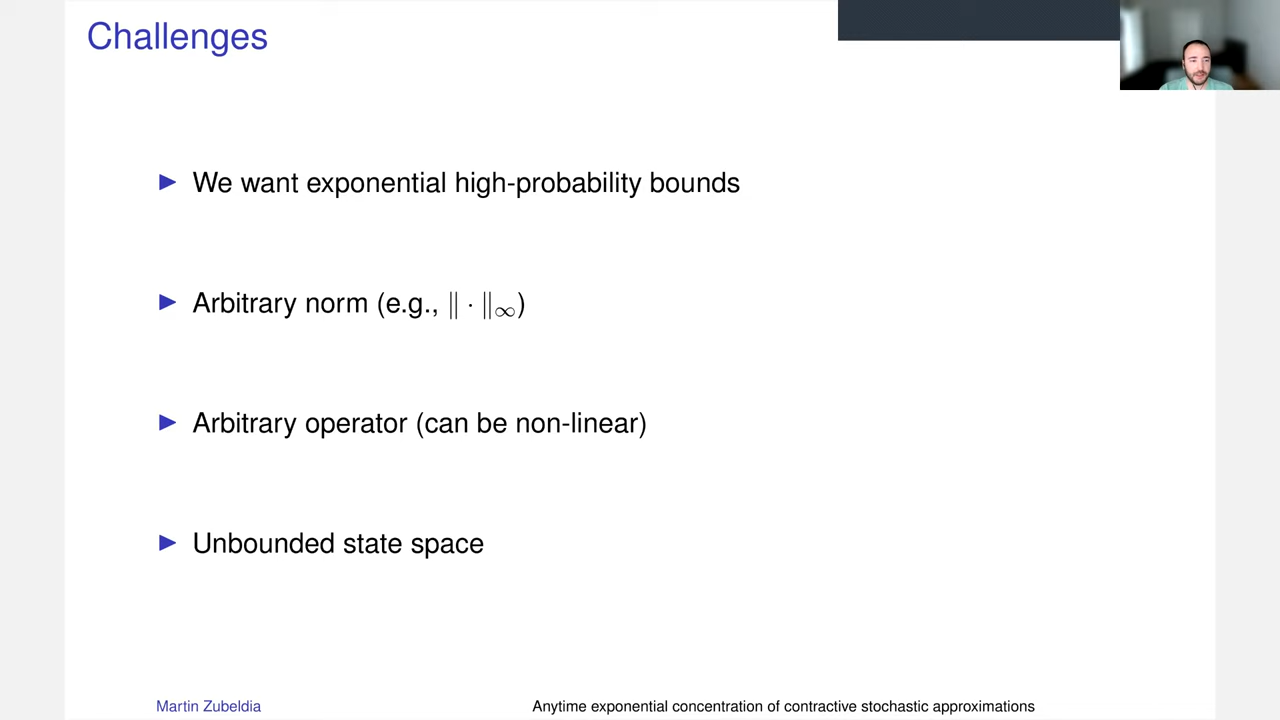 Challenges
▶ We want exponential high-probability bounds
▶ Arbitrary norm (e.g., ‖ · ‖∞)
▶ Arbitrary operator (can be non-linear)
▶ Unbounded state space
Martin Zubeldia Anytime exponential concentration of contractive stochastic approximations